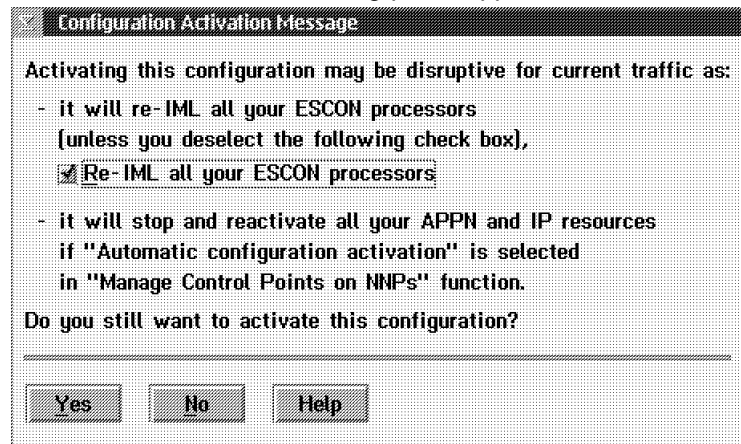 Configuration Activation Message
Activating this configuration may be disruptive for current traffic as:
- it will re-IML all your ESCON processors
(unless you deselect the following check box),
Re-IML all your ESCON processors
- it will stop and reactivate all your APPN and IP resources
if "Automatic configuration activation" is selected
in "Manage Control Points on NNPs" function.
Do you still want to activate this configuration?
Yes No Help